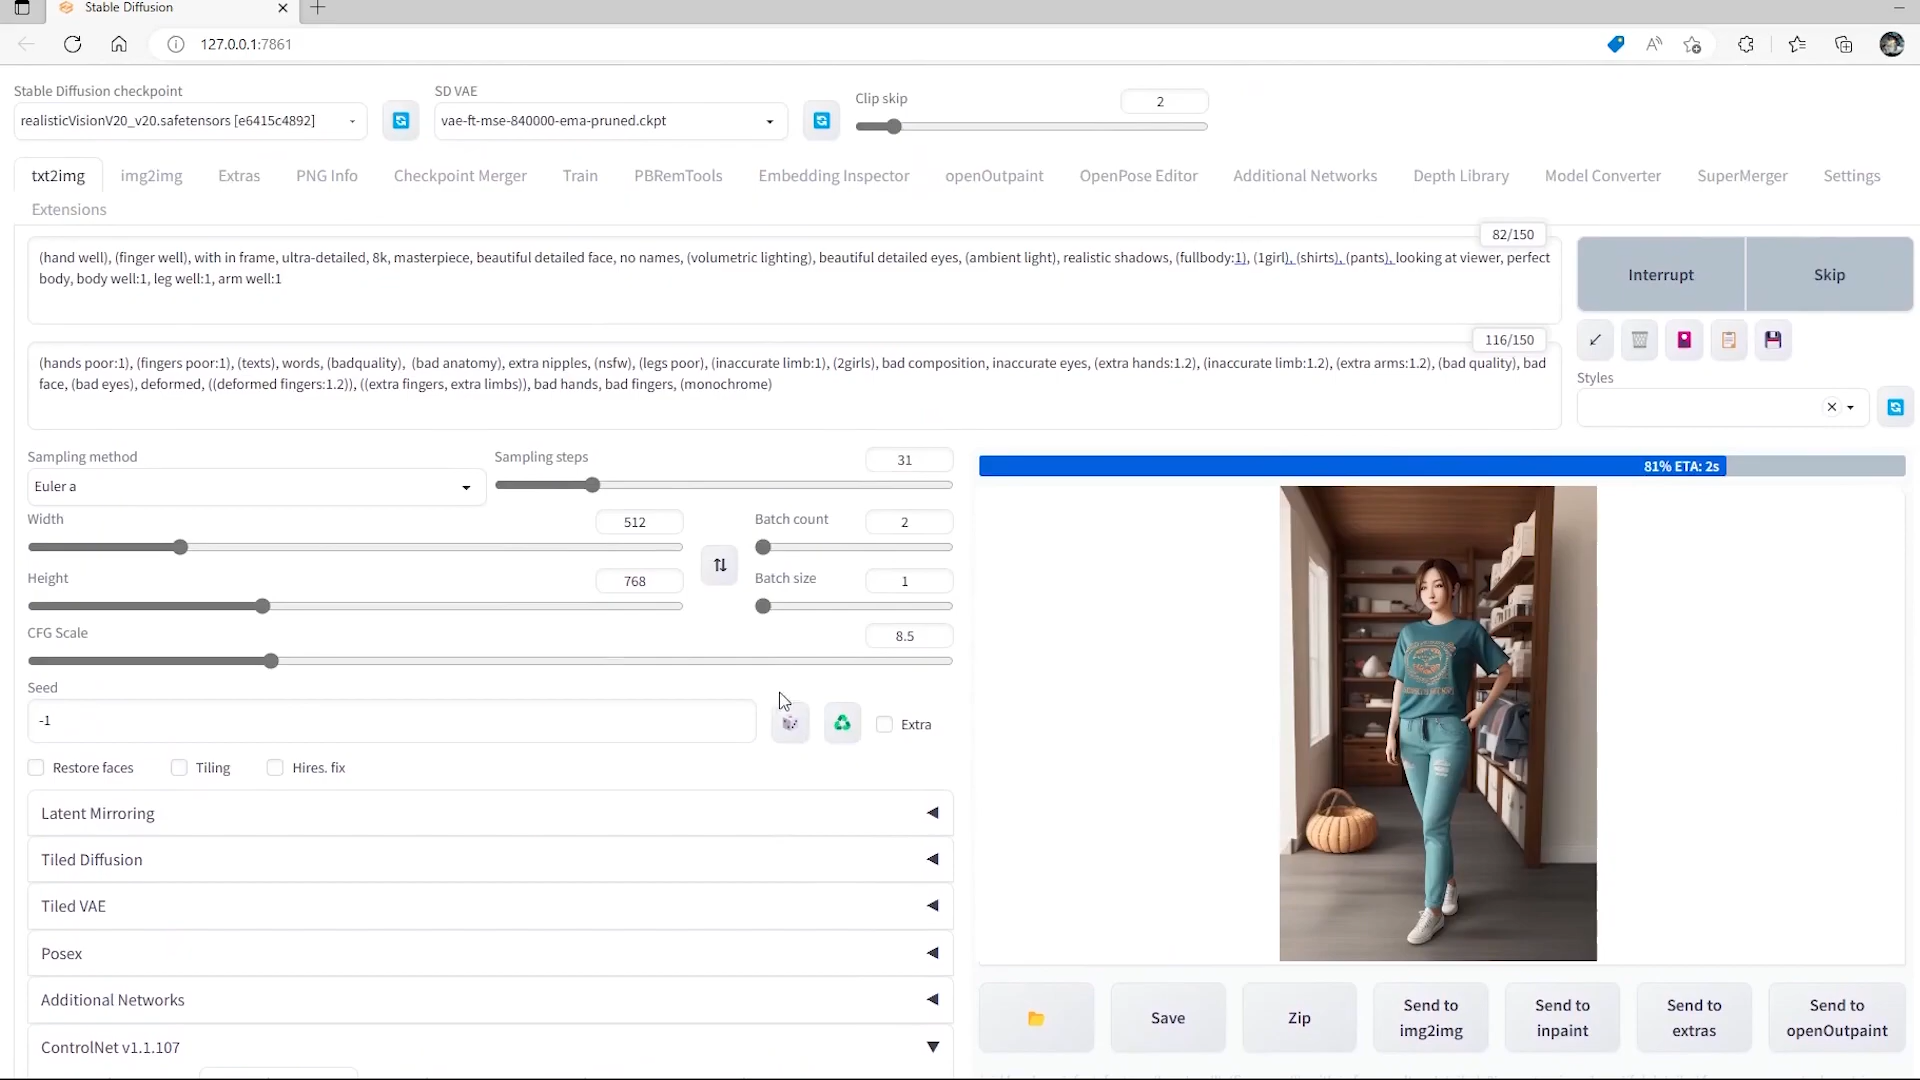 Stable Diffusion
127.0.0.1:7861
Stable Diffusion checkpoint
SD VAE
Clip skip
2
realisticVisionV20_v20.safetensors [e6415c4892]
vae-ft-mse-840000-ema-pruned.ckpt
txt2img img2img Extras PNG Info Checkpoint Merger Train PBRemTools Embedding Inspector openOutpaint OpenPose Editor Additional Networks Depth Library Model Converter SuperMerger Settings
Extensions
82/150
(hand well), (finger well), with in frame, ultra-detailed, 8k, masterpiece, beautiful detailed face, no names, (volumetric lighting), beautiful detailed eyes, (ambient light), realistic shadows, (fullbody:1), (1girl), (shirts), (pants), looking at viewer, perfect
body, body well:1, leg well:1, arm well:1
Interrupt
Skip
116/150
(hands poor:1), (fingers poor:1), (texts), words, (badquality), (bad anatomy), extra nipples, (nsfw), (legs poor), (inaccurate limb:1), (2girls), bad composition, inaccurate eyes, (extra hands:1.2), (inaccurate limb:1.2), (extra arms:1.2), (bad quality), bad
face, (bad eyes), deformed, ((deformed fingers:1.2)), ((extra fingers, extra limbs)), bad hands, bad fingers, (monochrome)
Styles
Sampling method
Euler a
Sampling steps
31
81% ETA: 2s
Width
512
Batch count
2
Height
768
Batch size
1
CFG Scale
8.5
Seed
-1
Extra
Restore faces
Tiling
Hires. fix
Latent Mirroring
Tiled Diffusion
Tiled VAE
Posex
Additional Networks
ControlNet v1.1.107
Save
Zip
Send to
img2img
Send to
inpaint
Send to
extras
Send to
openOutpaint